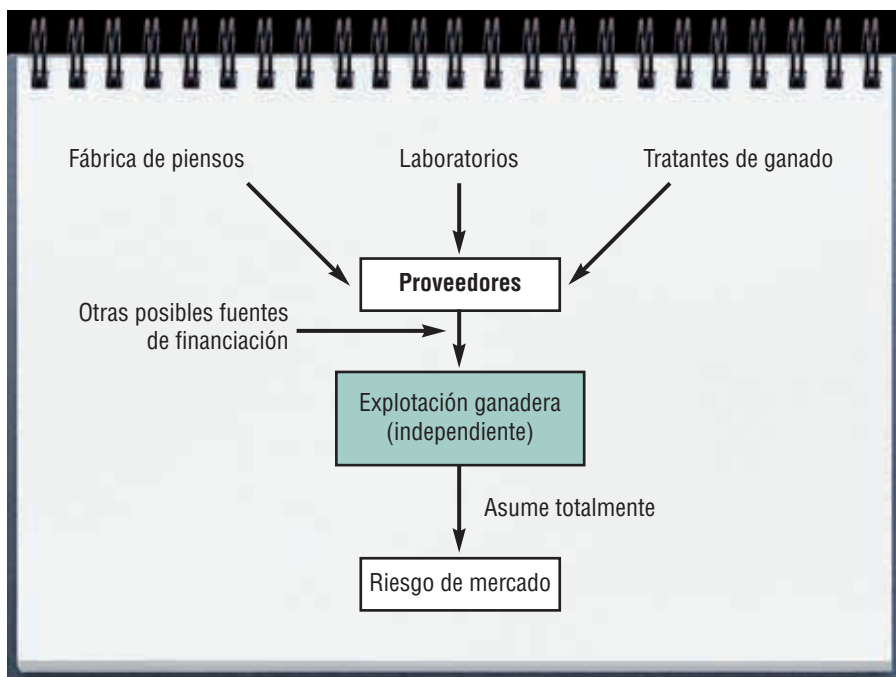 Fábrica de piensos
Laboratorios
Tratantes de ganado
Proveedores
Otras posibles fuentes
de financiación
Explotación ganadera
(independiente)
Asume totalmente
Riesgo de mercado